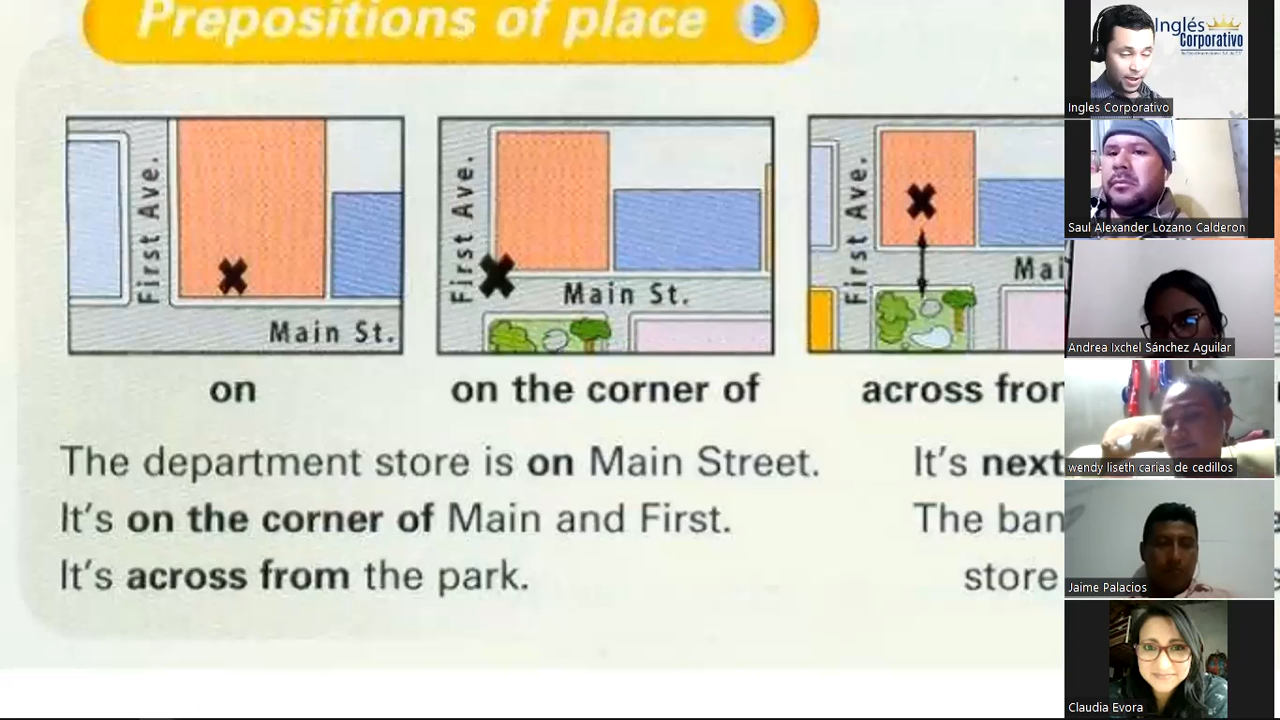 Prepositions of place
First Ave.
Main St.
First Ave.
Main St.
First Ave.
on
on the corner of
across
The department store is on Main Street.
It's on the corner of Main and First.
It's across from the park.
It's next
store
Inglés
Corporativo
Ingles Corporativo
Saul Alexander Lozano Calderon
Andrea Ixchel Sánchez Aguilar
wendy liseth carias de cedillos
Jaime Palacios
Claudia Evora